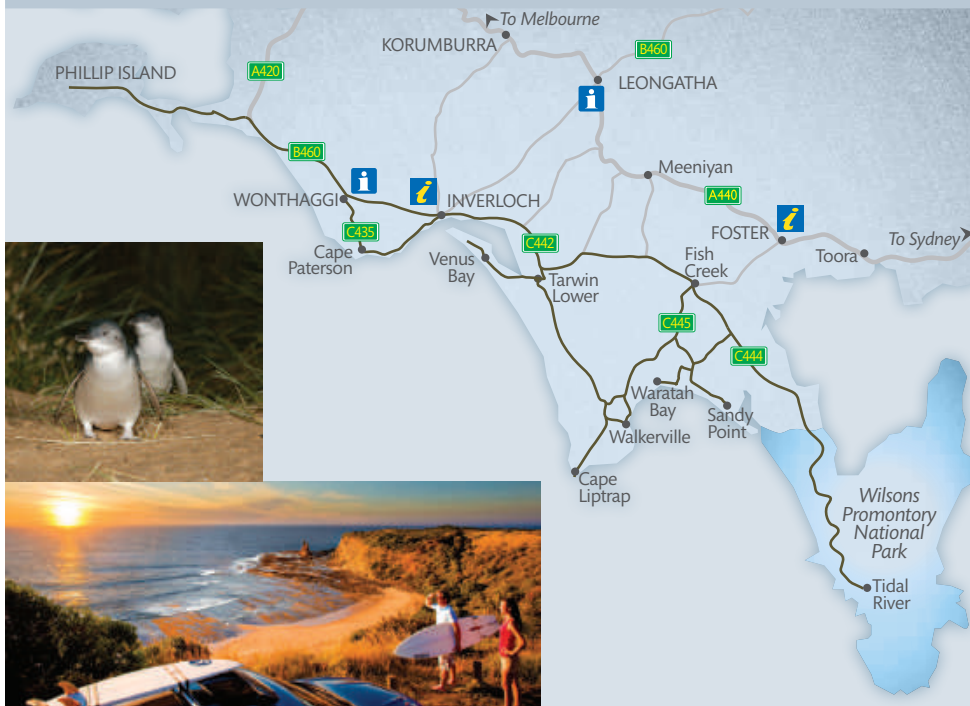 To Melbourne
KORUMBURRA
B460
PHILLIP ISLAND
A420
LEONGATHA
i
B460
Meeniyan
A440
WONTHAGGI
i
i
INVERLOCH
i
FOSTER
To Sydney
C435
C442
Toora
Cape
Paterson
Venus
Bay
Fish
Creek
Tarwin
Lower
C445
C444
Waratah
Bay
Sandy
Point
Walkerville
Cape
Liptrap
Wilsons
Promontory
National
Park
Tidal
River